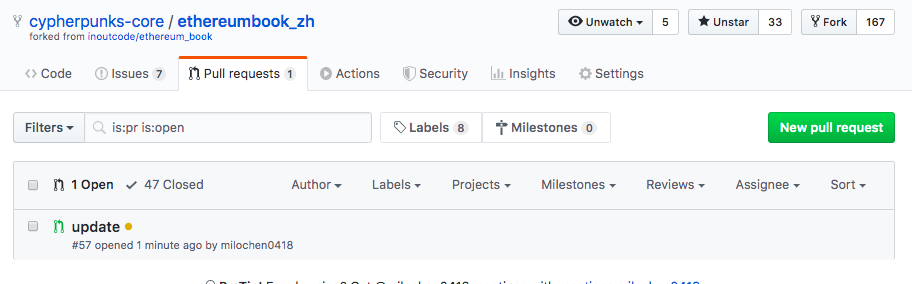 cypherpunks-core / ethereumbook_zh
forked from inoutcode/ethereum_book
Unwatch 5 Unstar 33 Fork 167
Code Issues 7 Pull requests 1 Actions Security Insights Settings
Filters is:pr is:open Labels 8 Milestones 0 New pull request
1 Open 47 Closed Author Labels Projects Milestones Reviews Assignee Sort
update
#57 opened 1 minute ago by milochen0418